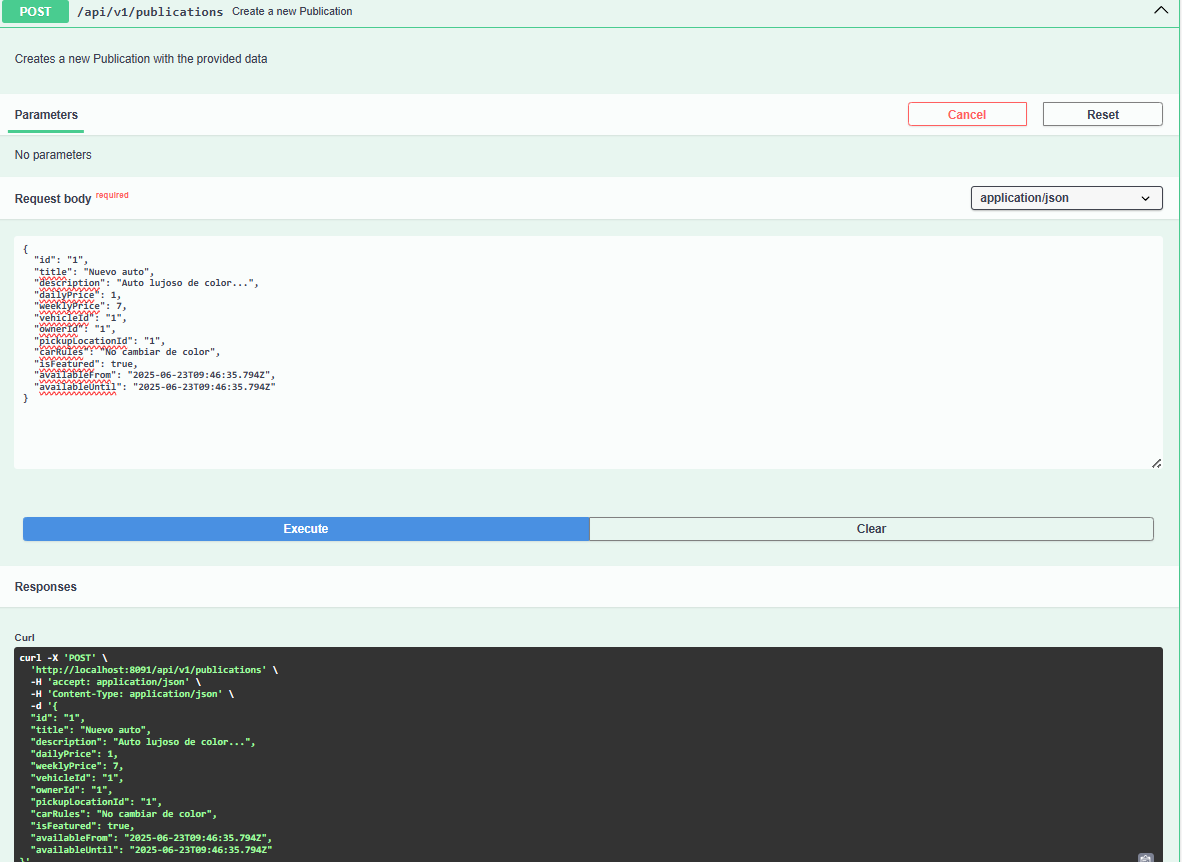 POST /api/v1/publications Create a new Publication
Creates a new Publication with the provided data
Parameters
Cancel
Reset
No parameters
Request body required
application/json
{
  "id": "1",
  "title": "Nuevo auto",
  "description": "Auto lujoso de color...",
  "dailyPrice": 1,
  "weeklyPrice": 7,
  "vehicleId": "1",
  "ownerId": "1",
  "pickupLocationId": "1",
  "carRules": "No cambiar de color",
  "isFeatured": true,
  "availableFrom": "2025-06-23T09:46:35.794Z",
  "availableUntil": "2025-06-23T09:46:35.794Z"
}
Execute
Clear
Responses
Curl
curl -X 'POST' \
  'http://localhost:8091/api/v1/publications' \
  -H 'accept: application/json' \
  -H 'Content-Type: application/json' \
  -d '{
  "id": "1",
  "title": "Nuevo auto",
  "description": "Auto lujoso de color...",
  "dailyPrice": 1,
  "weeklyPrice": 7,
  "vehicleId": "1",
  "ownerId": "1",
  "pickupLocationId": "1",
  "carRules": "No cambiar de color",
  "isFeatured": true,
  "availableFrom": "2025-06-23T09:46:35.794Z",
  "availableUntil": "2025-06-23T09:46:35.794Z"
}'